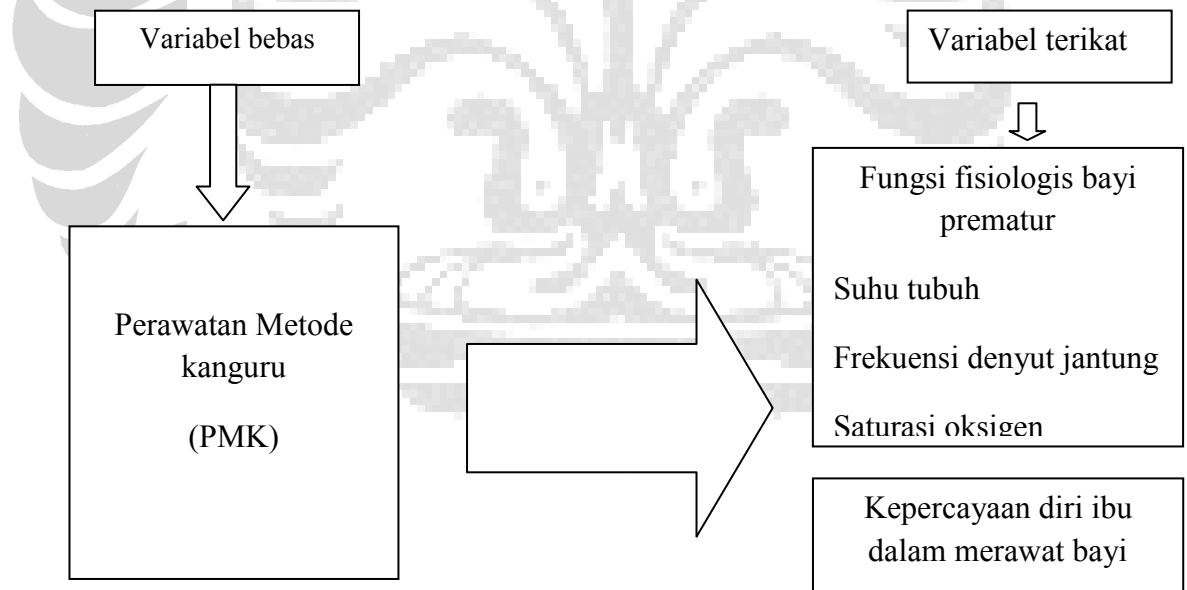 Variabel bebas
Variabel terikat
Perawatan Metode
kanguru
(PMK)
Fungsi fisiologis bayi
prematur
Suhu tubuh
Frekuensi denyut jantung
Saturasi oksigen
Kepercayaan diri ibu
dalam merawat bayi